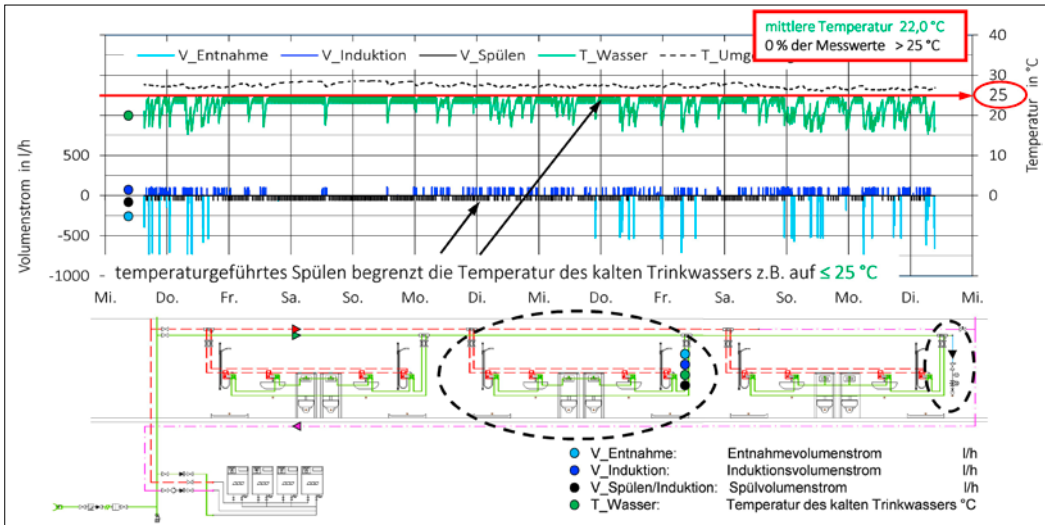 mittlere Temperatur 22,0 °C
0 % der Messwerte > 25 °C
V_Entnahme V_Induktion V_Spülen T_Wasser T_Umge
40
30
25
20
10
0
Temperatur in °C
500
0
-500
-1000
Volumenstrom in l/h
temperaturgeführtes Spülen begrenzt die Temperatur des kalten Trinkwassers z.B. auf ≤ 25 °C
Mi. Do. Fr. Sa. So. Mo. Di. Mi. Do. Fr. Sa. So. Mo. Di. Mi.
V_Entnahme: Entnahmevolumenstrom l/h
V_Induktion: Induktionsvolumenstrom l/h
V_Spülen/Induktion: Spülvolumenstrom l/h
T_Wasser: Temperatur des kalten Trinkwassers °C